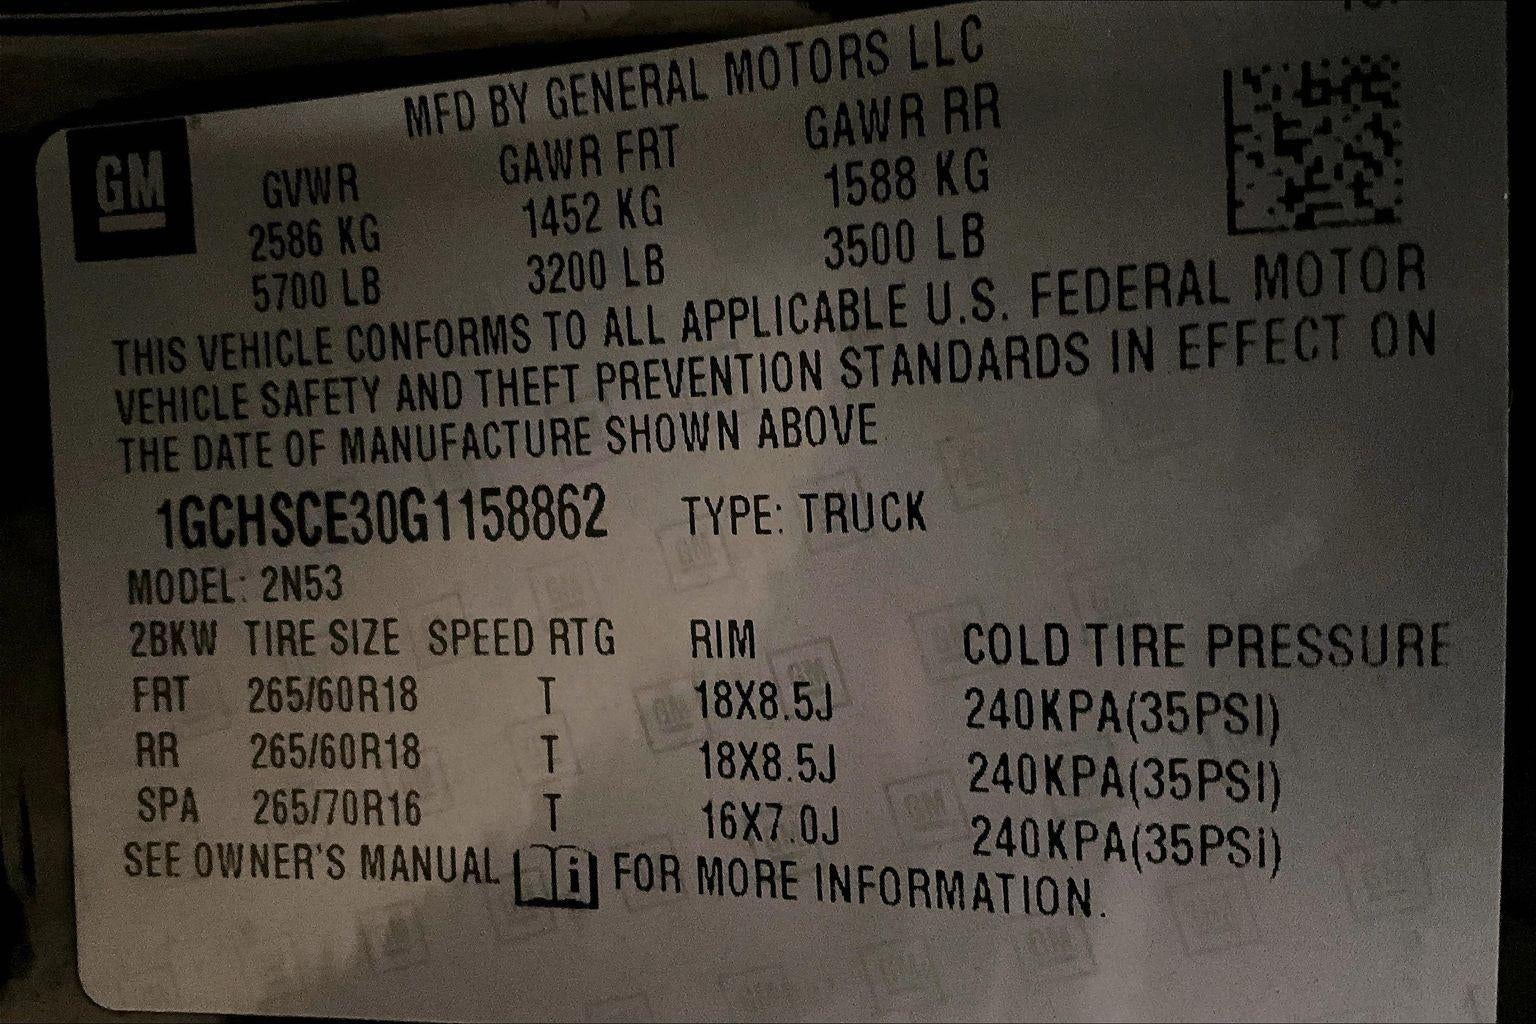 MFD BY GENERAL MOTORS LLC
GM
GVWR GAWR FRT GAWR RR
2586 KG 1452 KG 1588 KG
5700 LB 3200 LB 3500 LB
THIS VEHICLE CONFORMS TO ALL APPLICABLE U.S. FEDERAL MOTOR
VEHICLE SAFETY AND THEFT PREVENTION STANDARDS IN EFFECT ON
THE DATE OF MANUFACTURE SHOWN ABOVE
1GCHSCE30G1158862 TYPE: TRUCK
MODEL: 2N53
2BKW TIRE SIZE SPEED RTG RIM COLD TIRE PRESSURE
FRT 265/60R18 T 18X8.5J 240KPA(35PSI)
RR 265/60R18 T 18X8.5J 240KPA(35PSI)
SPA 265/70R16 T 16X7.0J 240KPA(35PSI)
SEE OWNER'S MANUAL i FOR MORE INFORMATION.